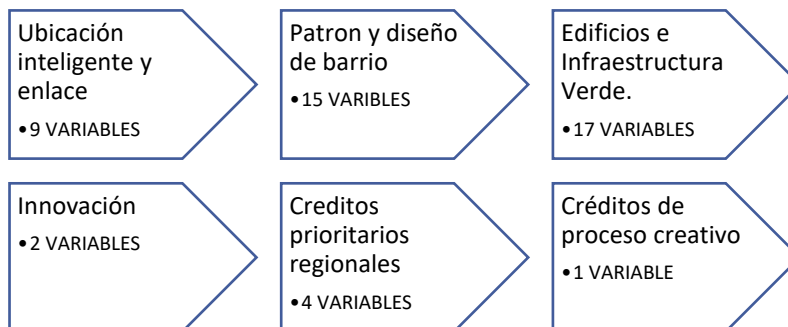 Ubicación
inteligente y
enlace
•9 VARIABLES
Patron y diseño
de barrio
•15 VARIBLES
Edificios e
Infraestructura
Verde.
•17 VARIABLES
Innovación
•2 VARIABLES
Creditos
prioritarios
regionales
•4 VARIABLES
Créditos de
proceso creativo
•1 VARIABLE